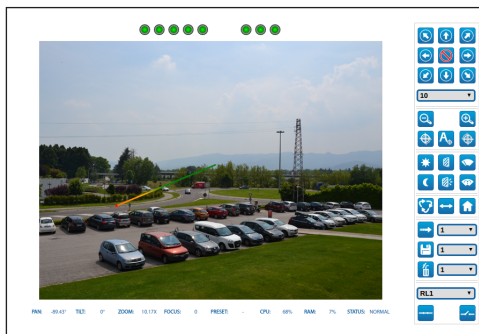 10
A
1
1
1
RL1
PAN: -89.43° TILT: 0° ZOOM: 10.17X FOCUS: 0 PRESET: - CPU: 68% RAM: 7% STATUS: NORMAL